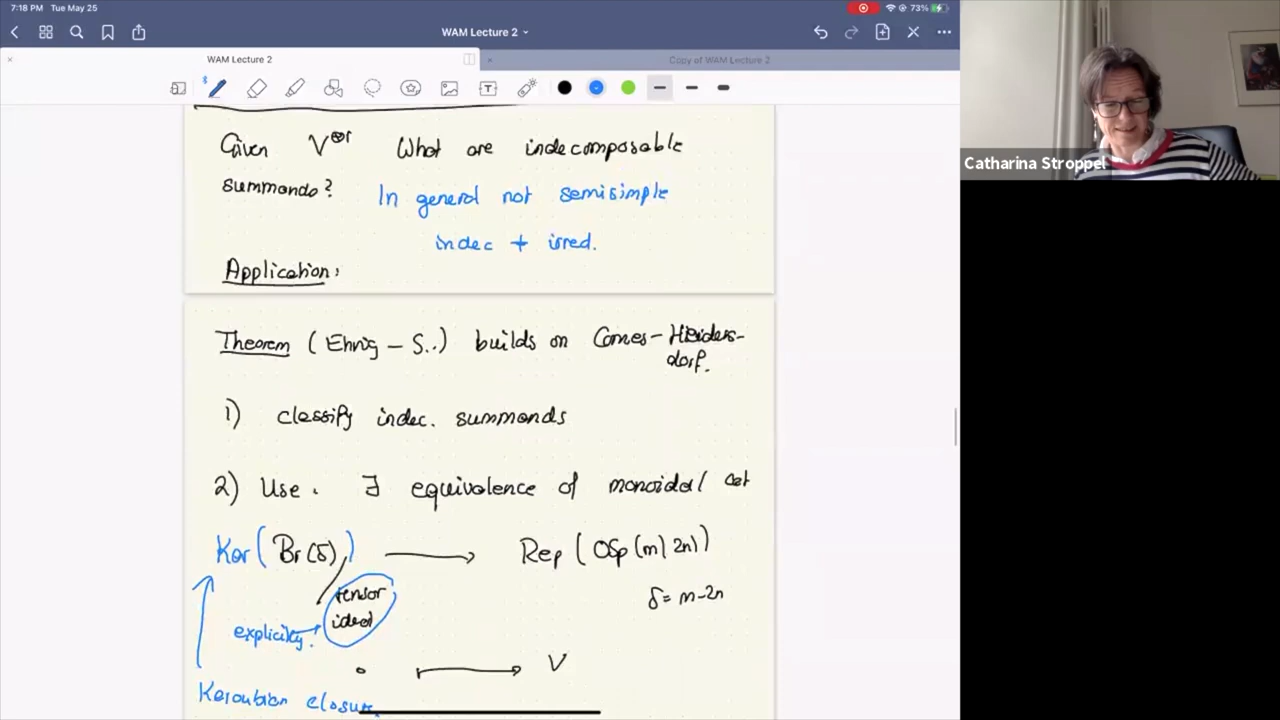 7:18 PM Tue May 25
73%
WAM Lecture 2
WAM Lecture 2
Copy of WAM Lecture 2
Catharina Stroppel
Given V^{⊗r} What are indecomposable
summands? In general not semisimple
indec ≠ irred.
Application:
Theorem (Ehrig – S..) builds on Comes – Heidersdorf.
1) classify indec. summands
2) Use. ∃ equivalence of monoidal cat
Kar( Br(δ) / ) ⟶ Rep ( OSp (m | 2n))
tensor
ideal
δ = m-2n
explicitly.
• ⟼ V
Karoubian closure.